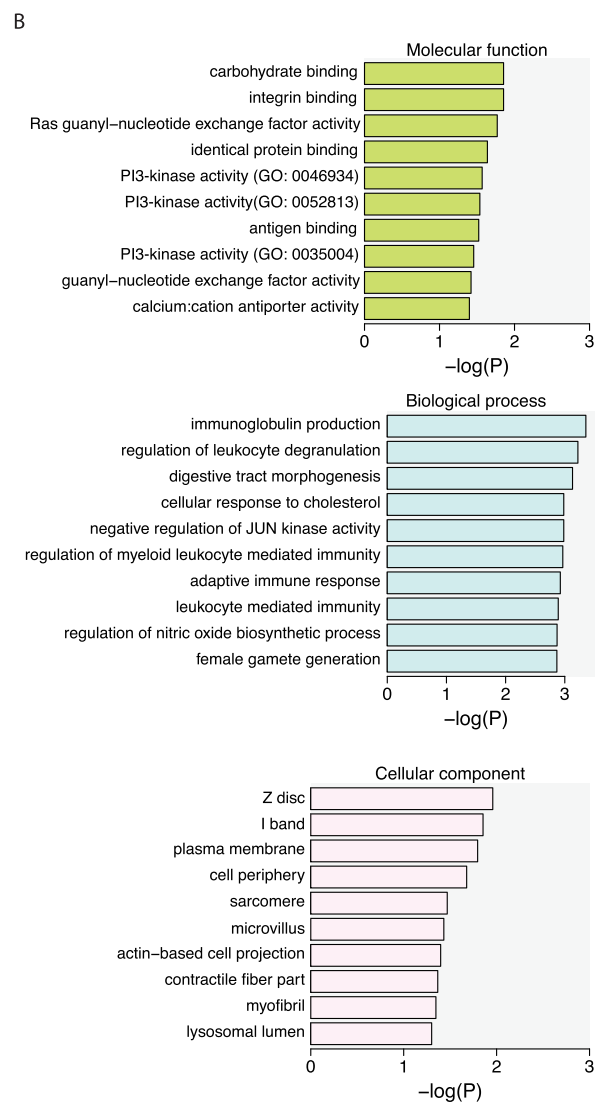 B
Molecular function
carbohydrate binding
integrin binding
Ras guanyl−nucleotide exchange factor activity
identical protein binding
PI3-kinase activity (GO: 0046934)
PI3-kinase activity(GO: 0052813)
antigen binding
PI3-kinase activity (GO: 0035004)
guanyl−nucleotide exchange factor activity
calcium:cation antiporter activity
0 1 2 3
−log(P)
Biological process
immunoglobulin production
regulation of leukocyte degranulation
digestive tract morphogenesis
cellular response to cholesterol
negative regulation of JUN kinase activity
regulation of myeloid leukocyte mediated immunity
adaptive immune response
leukocyte mediated immunity
regulation of nitric oxide biosynthetic process
female gamete generation
0 1 2 3
−log(P)
Cellular component
Z disc
I band
plasma membrane
cell periphery
sarcomere
microvillus
actin−based cell projection
contractile fiber part
myofibril
lysosomal lumen
0 1 2 3
−log(P)